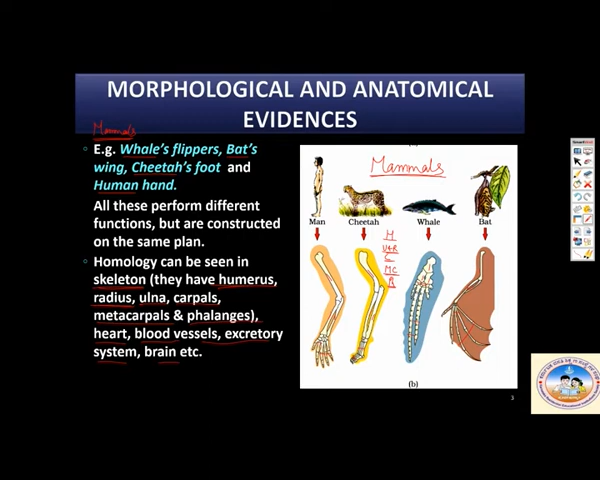 MORPHOLOGICAL AND ANATOMICAL
EVIDENCES
Mammals
E.g. Whale's flippers, Bat's
wing, Cheetah's foot and
Human hand.
All these perform different
functions, but are constructed
on the same plan.
Homology can be seen in
skeleton (they have humerus,
radius, ulna, carpals,
metacarpals & phalanges),
heart, blood vessels, excretory
system, brain etc.
Mammals
Man Cheetah Whale Bat
H
U&R
C
MC
(b)
3